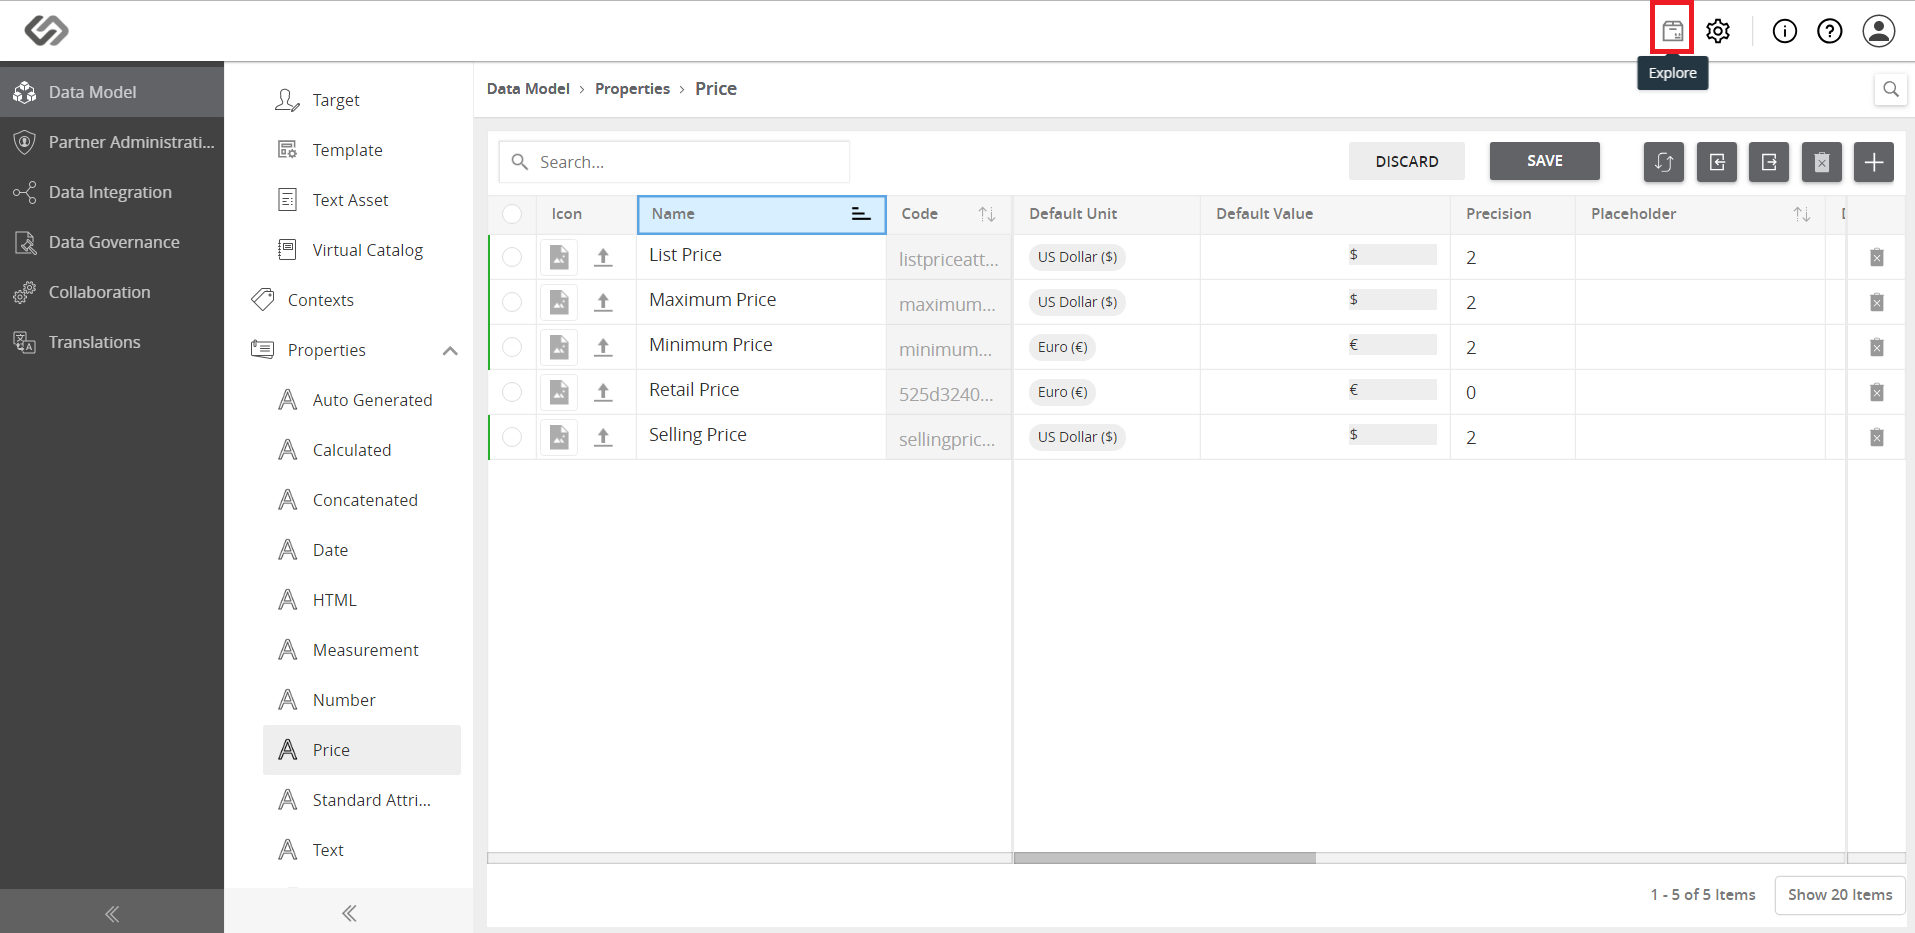 Explore
Data Model
Partner Administrati...
Data Integration
Data Governance
Collaboration
Translations
Target
Template
Text Asset
Virtual Catalog
Contexts
Properties
Auto Generated
Calculated
Concatenated
Date
HTML
Measurement
Number
Price
Standard Attri...
Text
Data Model › Properties › Price
Search...
DISCARD
SAVE
Icon Name Code Default Unit Default Value Precision Placeholder
List Price listpriceatt... US Dollar ($) $ 2
Maximum Price maximum... US Dollar ($) $ 2
Minimum Price minimum... Euro (€) € 2
Retail Price 525d3240... Euro (€) € 0
Selling Price sellingpric... US Dollar ($) $ 2
1 - 5 of 5 Items
Show 20 Items